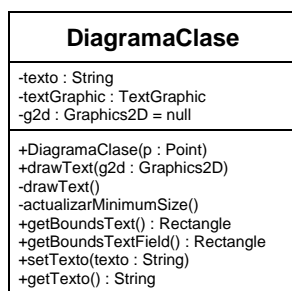 DiagramaClase
-texto : String
-textGraphic : TextGraphic
-g2d : Graphics2D = null
+DiagramaClase(p : Point)
+drawText(g2d : Graphics2D)
-drawText()
-actualizarMinimumSize()
+getBoundsText() : Rectangle
+getBoundsTextField() : Rectangle
+setTexto(texto : String)
+getTexto() : String